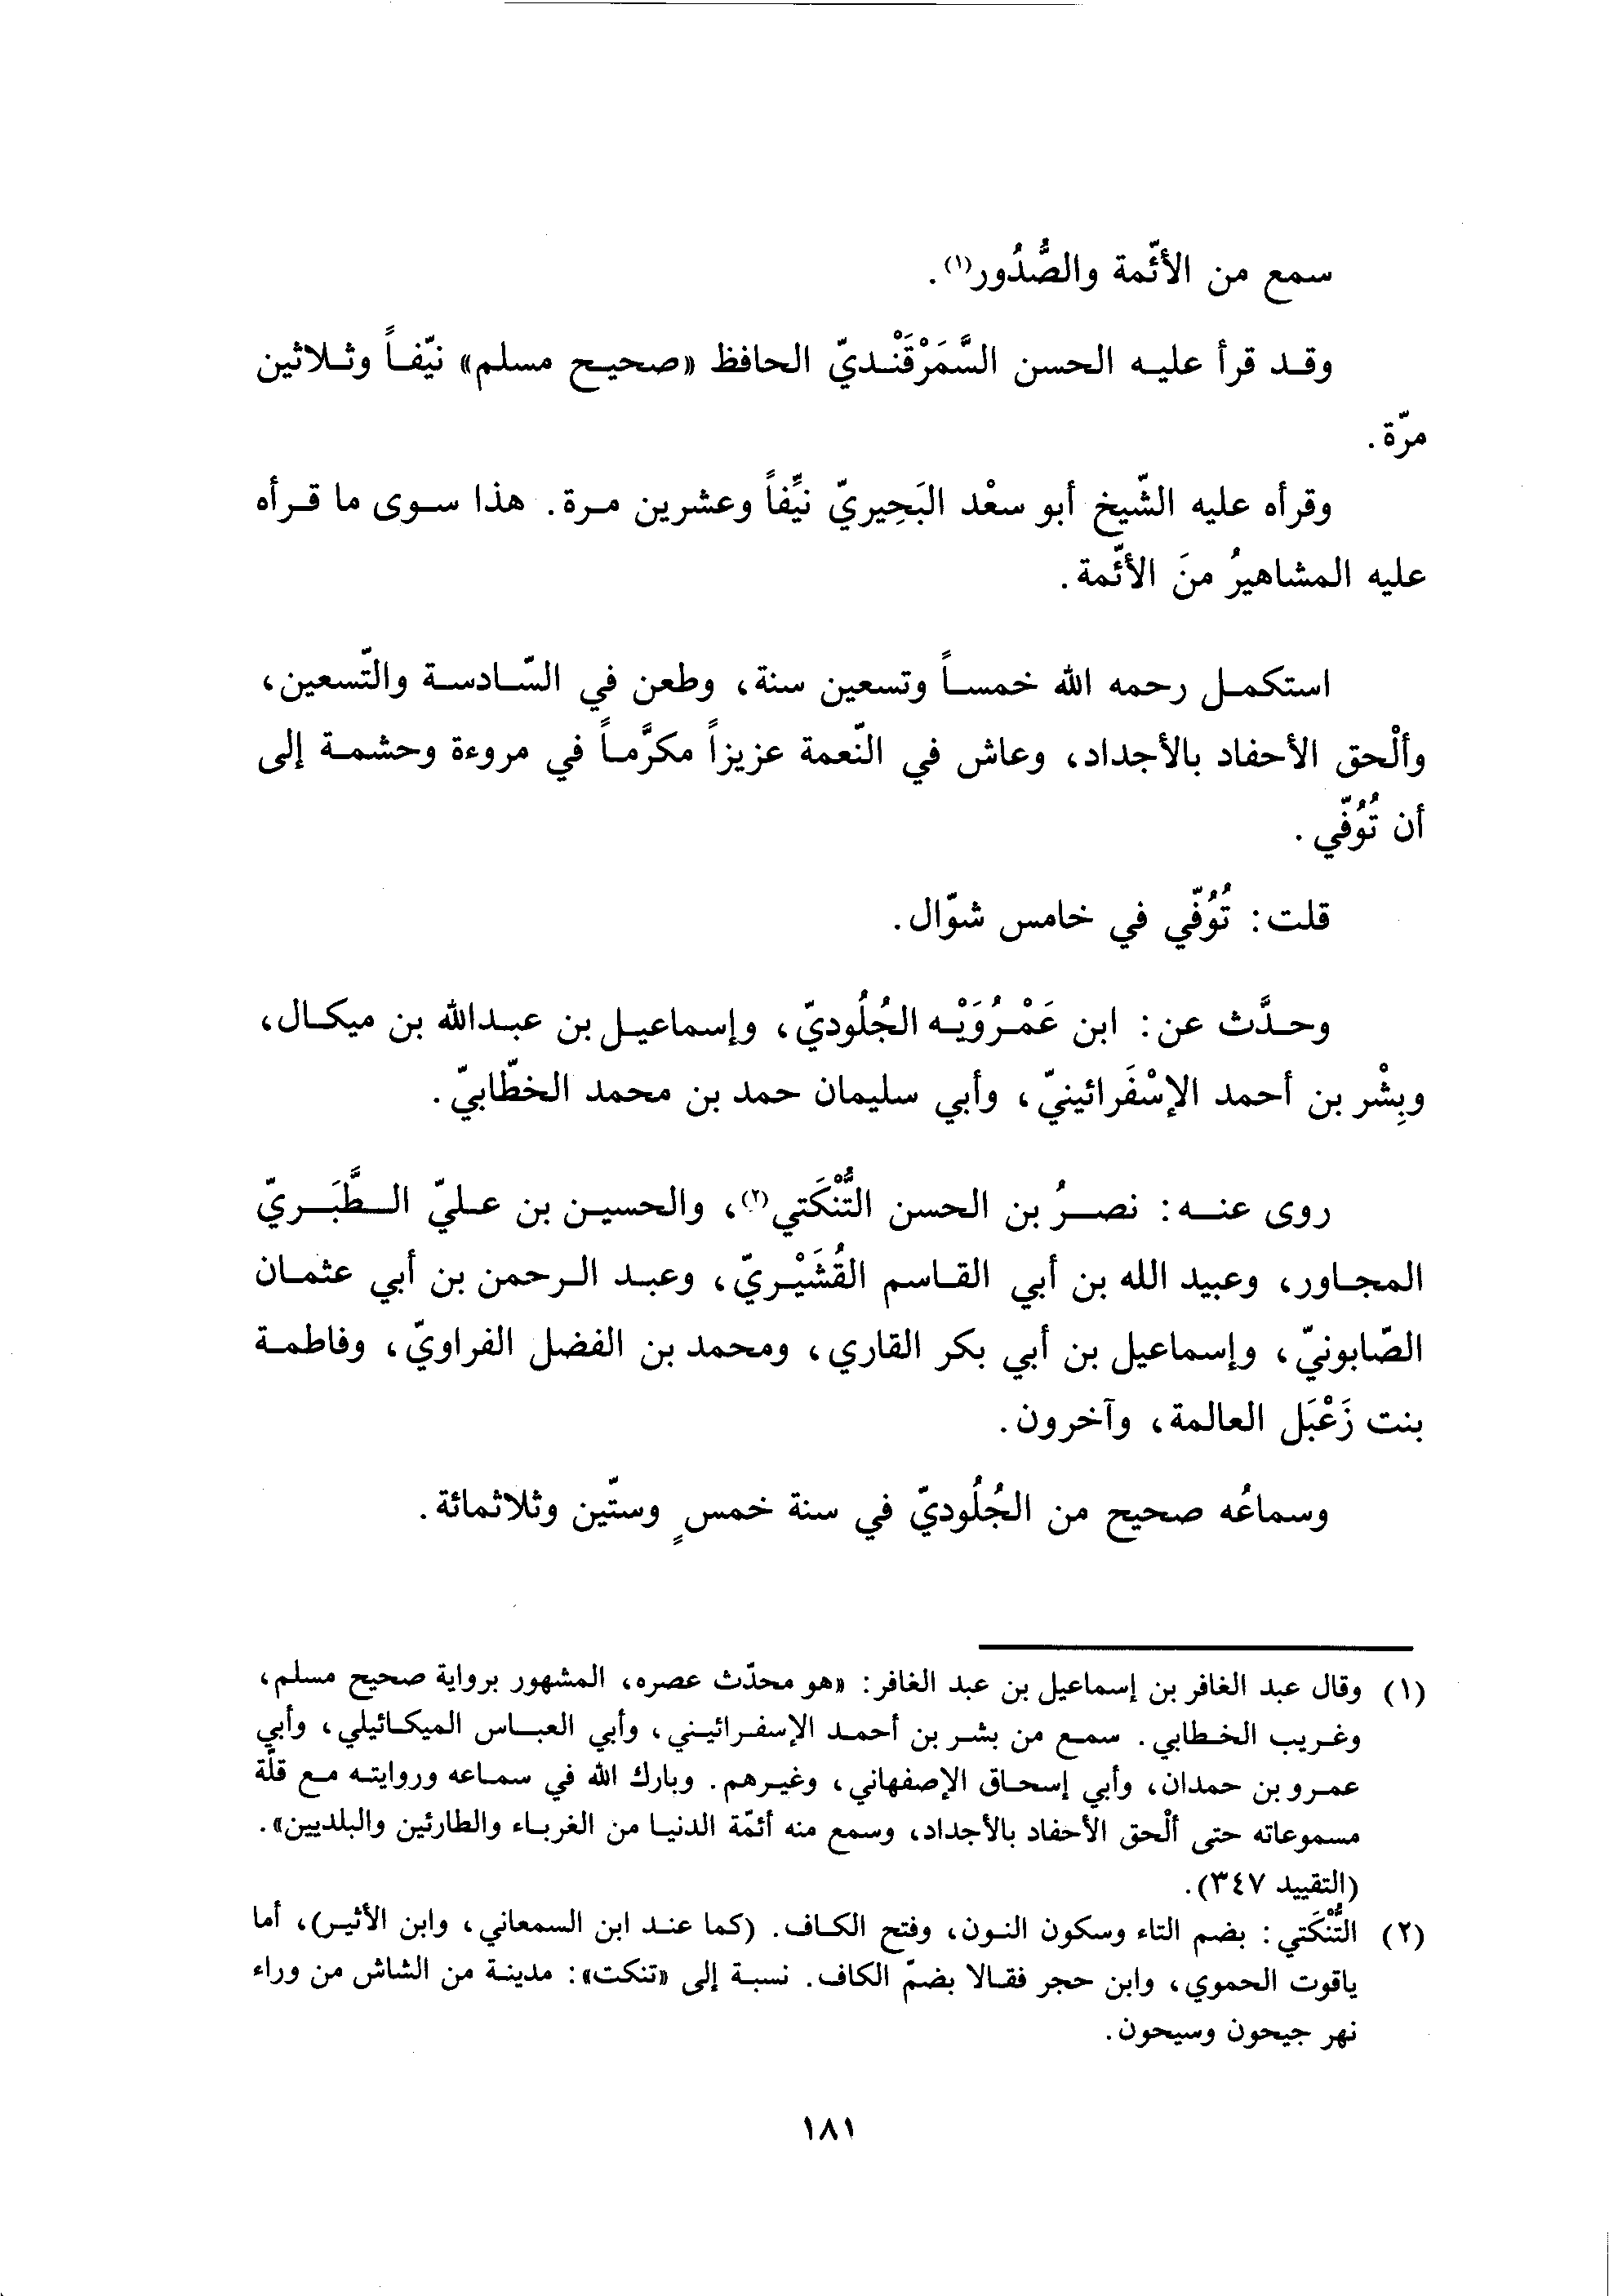 سمع من الأئّمة والصُّدُور(١).
وقد قرأ عليه الحسن السَّمَرْقَنْديّ الحافظ «صحيح مسلم» نيّفاً وثلاثين
مرّة.
وقرأه عليه الشّيخ أبو سعْد البَحِيريّ نيِّفاً وعشرين مرة. هذا سوى ما قرأه
عليه المشاهيرُ منَ الأئّمة.
استكمل رحمه الله خمساً وتسعين سنة، وطعن في السّادسة والتّسعين،
وألْحق الأحفاد بالأجداد، وعاش في النّعمة عزيزاً مكرَّماً في مروءة وحشمة إلى
أن تُوُفّي.
قلت: تُوُفّي في خامس شوّال.
وحدَّث عن: ابن عَمْرُوَيْه الجُلُوديّ، وإسماعيل بن عبدالله بن ميكال،
وبِشْر بن أحمد الإسْفَرائينيّ، وأبي سليمان حمد بن محمد الخطّابيّ.
روى عنه: نصرُ بن الحسن التُّنْكَتي(٢)، والحسين بن عليّ الطَّبَريّ
المجاور، وعبيد الله بن أبي القاسم القُشَيْريّ، وعبد الرحمن بن أبي عثمان
الصّابونيّ، وإسماعيل بن أبي بكر القاري، ومحمد بن الفضل الفراويّ، وفاطمة
بنت زَعْبَل العالمة، وآخرون.
وسماعُه صحيح من الجُلُوديّ في سنة خمسٍ وستّين وثلاثمائة.
(١) وقال عبد الغافر بن إسماعيل بن عبد الغافر: «هو محدّث عصره، المشهور برواية صحيح مسلم،
وغريب الخطابي. سمع من بشر بن أحمد الإسفرائيني، وأبي العباس الميكائيلي، وأبي
عمرو بن حمدان، وأبي إسحاق الإصفهاني، وغيرهم. وبارك الله في سماعه وروايته مع قلّة
مسموعاته حتى ألْحق الأحفاد بالأجداد، وسمع منه أئمّة الدنيا من الغرباء والطارئين والبلديين».
(التقييد ٣٤٧).
(٢) التُّنْكَتي: بضم التاء وسكون النون، وفتح الكاف. (كما عند ابن السمعاني، وابن الأثير)، أما
ياقوت الحموي، وابن حجر فقالا بضمّ الكاف. نسبة إلى «تنكت»: مدينة من الشاش من وراء
نهر جيحون وسيحون.
١٨١